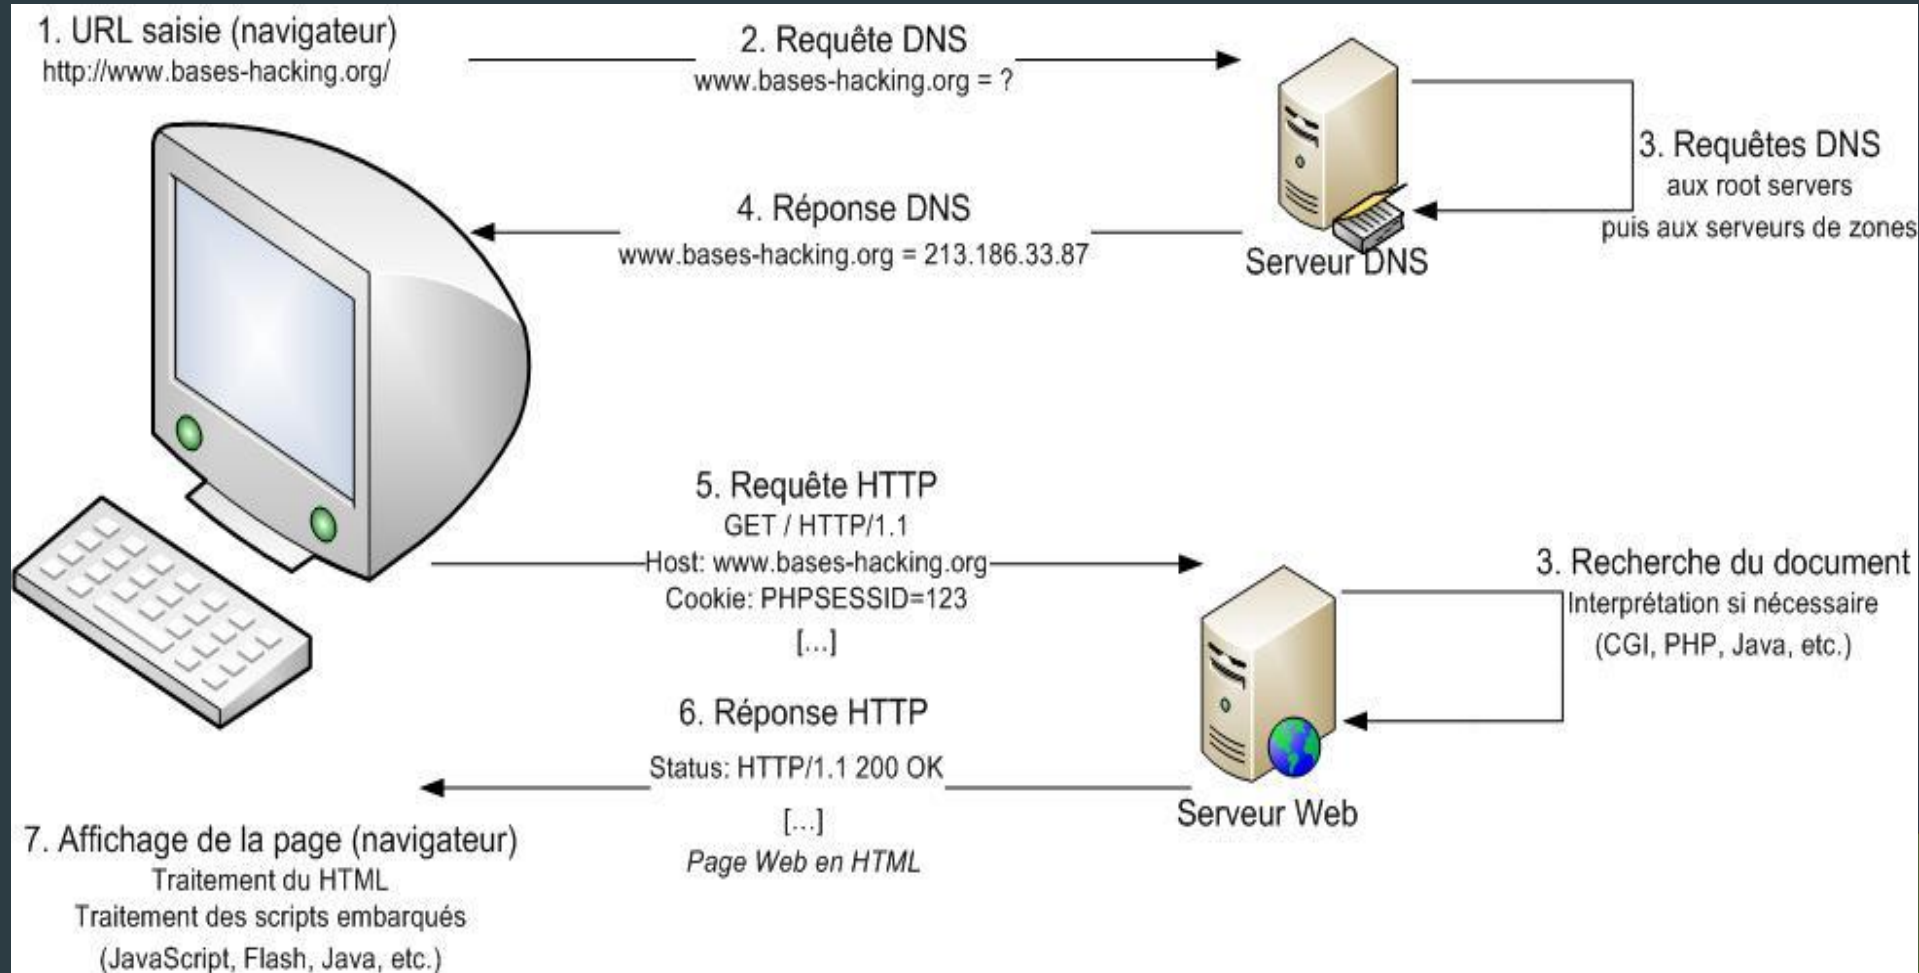 1. URL saisie (navigateur)
http://www.bases-hacking.org/
2. Requête DNS
www.bases-hacking.org = ?
3. Requêtes DNS
aux root servers
puis aux serveurs de zones
4. Réponse DNS
www.bases-hacking.org = 213.186.33.87
Serveur DNS
5. Requête HTTP
GET / HTTP/1.1
Host: www.bases-hacking.org
Cookie: PHPSESSID=123
[...]
3. Recherche du document
Interprétation si nécessaire
(CGI, PHP, Java, etc.)
6. Réponse HTTP
Status: HTTP/1.1 200 OK
[...]
Page Web en HTML
Serveur Web
7. Affichage de la page (navigateur)
Traitement du HTML
Traitement des scripts embarqués
(JavaScript, Flash, Java, etc.)